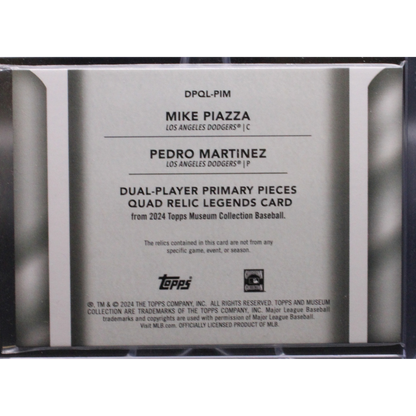 DPQL-PIM
MIKE PIAZZA
LOS ANGELES DODGERS® | C
PEDRO MARTINEZ
LOS ANGELES DODGERS® | P
DUAL-PLAYER PRIMARY PIECES
QUAD RELIC LEGENDS CARD
from 2024 Topps Museum Collection Baseball.
The relics contained in this card are not from any
specific game, event, or season.
Topps
®, TM & © 2024 THE TOPPS COMPANY, INC. ALL RIGHTS RESERVED. TOPPS AND MUSEUM
COLLECTION ARE TRADEMARKS OF THE TOPPS COMPANY, INC. Major League Baseball
trademarks and copyrights are used with permission of Major League Baseball.
Visit MLB.com. OFFICIALLY LICENSED PRODUCT OF MLB.